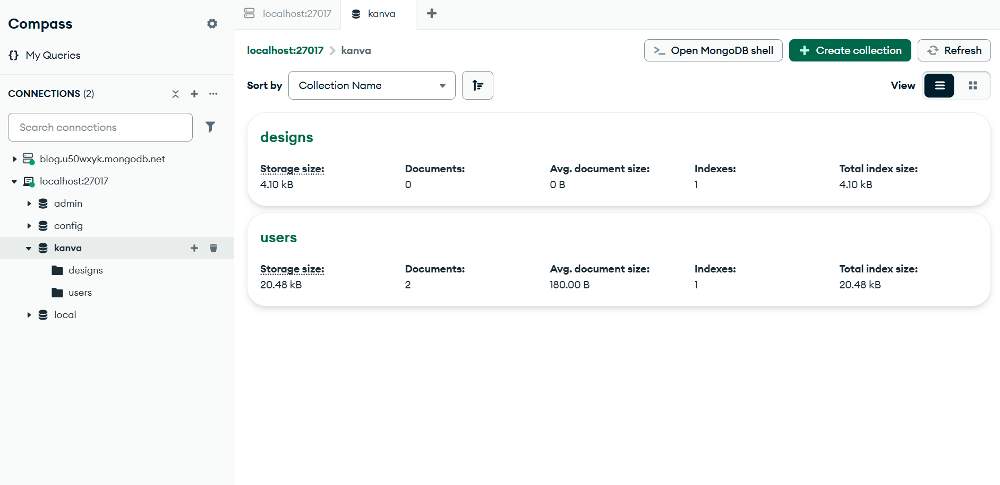 Compass
My Queries
CONNECTIONS (2)
Search connections
blog.u50wxyk.mongodb.net
localhost:27017
admin
config
kanva
designs
users
local
localhost:27017
kanva
localhost:27017 > kanva
Open MongoDB shell
Create collection
Refresh
Sort by
Collection Name
View
designs
Storage size: Documents: Avg. document size: Indexes: Total index size:
4.10 kB 0 0 B 1 4.10 kB
users
Storage size: Documents: Avg. document size: Indexes: Total index size:
20.48 kB 2 180.00 B 1 20.48 kB